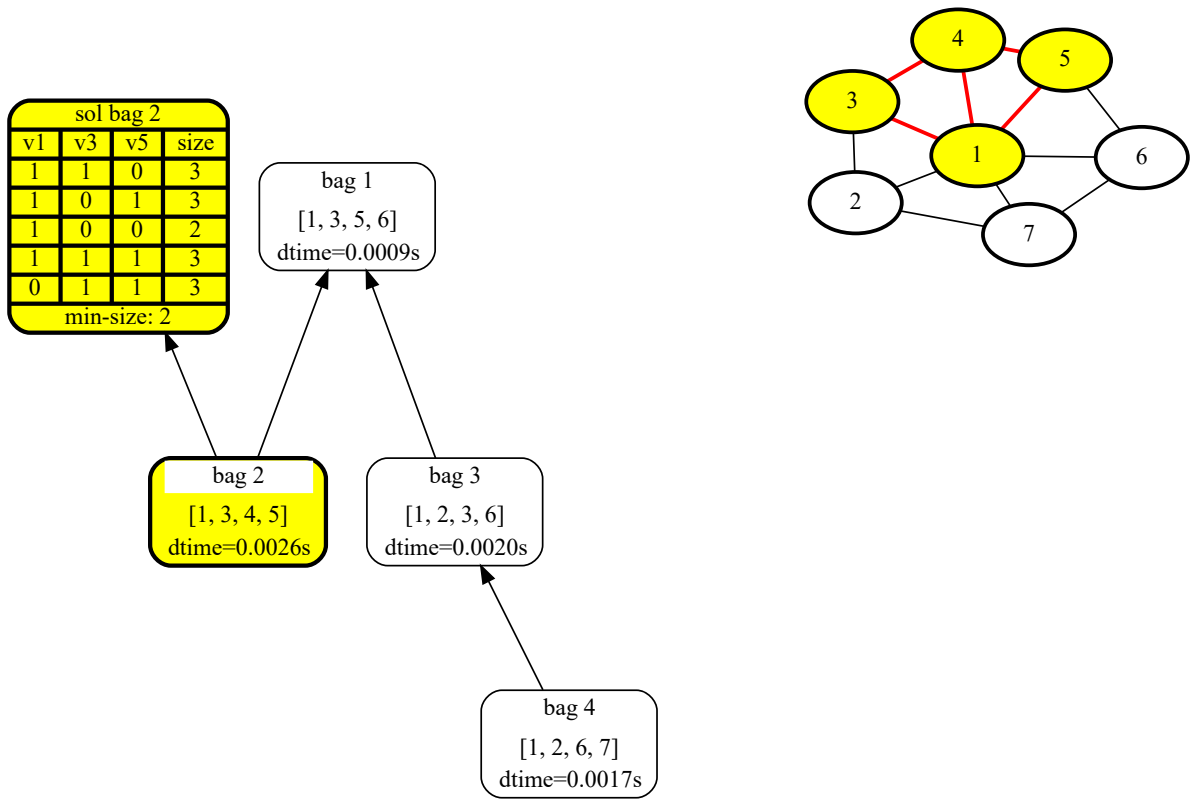 sol bag 2
v1 v3 v5 size
1 1 0 3
1 0 1 3
1 0 0 2
1 1 1 3
0 1 1 3
min-size: 2
bag 1
[1, 3, 5, 6]
dtime=0.0009s
bag 2
[1, 3, 4, 5]
dtime=0.0026s
bag 3
[1, 2, 3, 6]
dtime=0.0020s
bag 4
[1, 2, 6, 7]
dtime=0.0017s
4
5
3
1
6
2
7